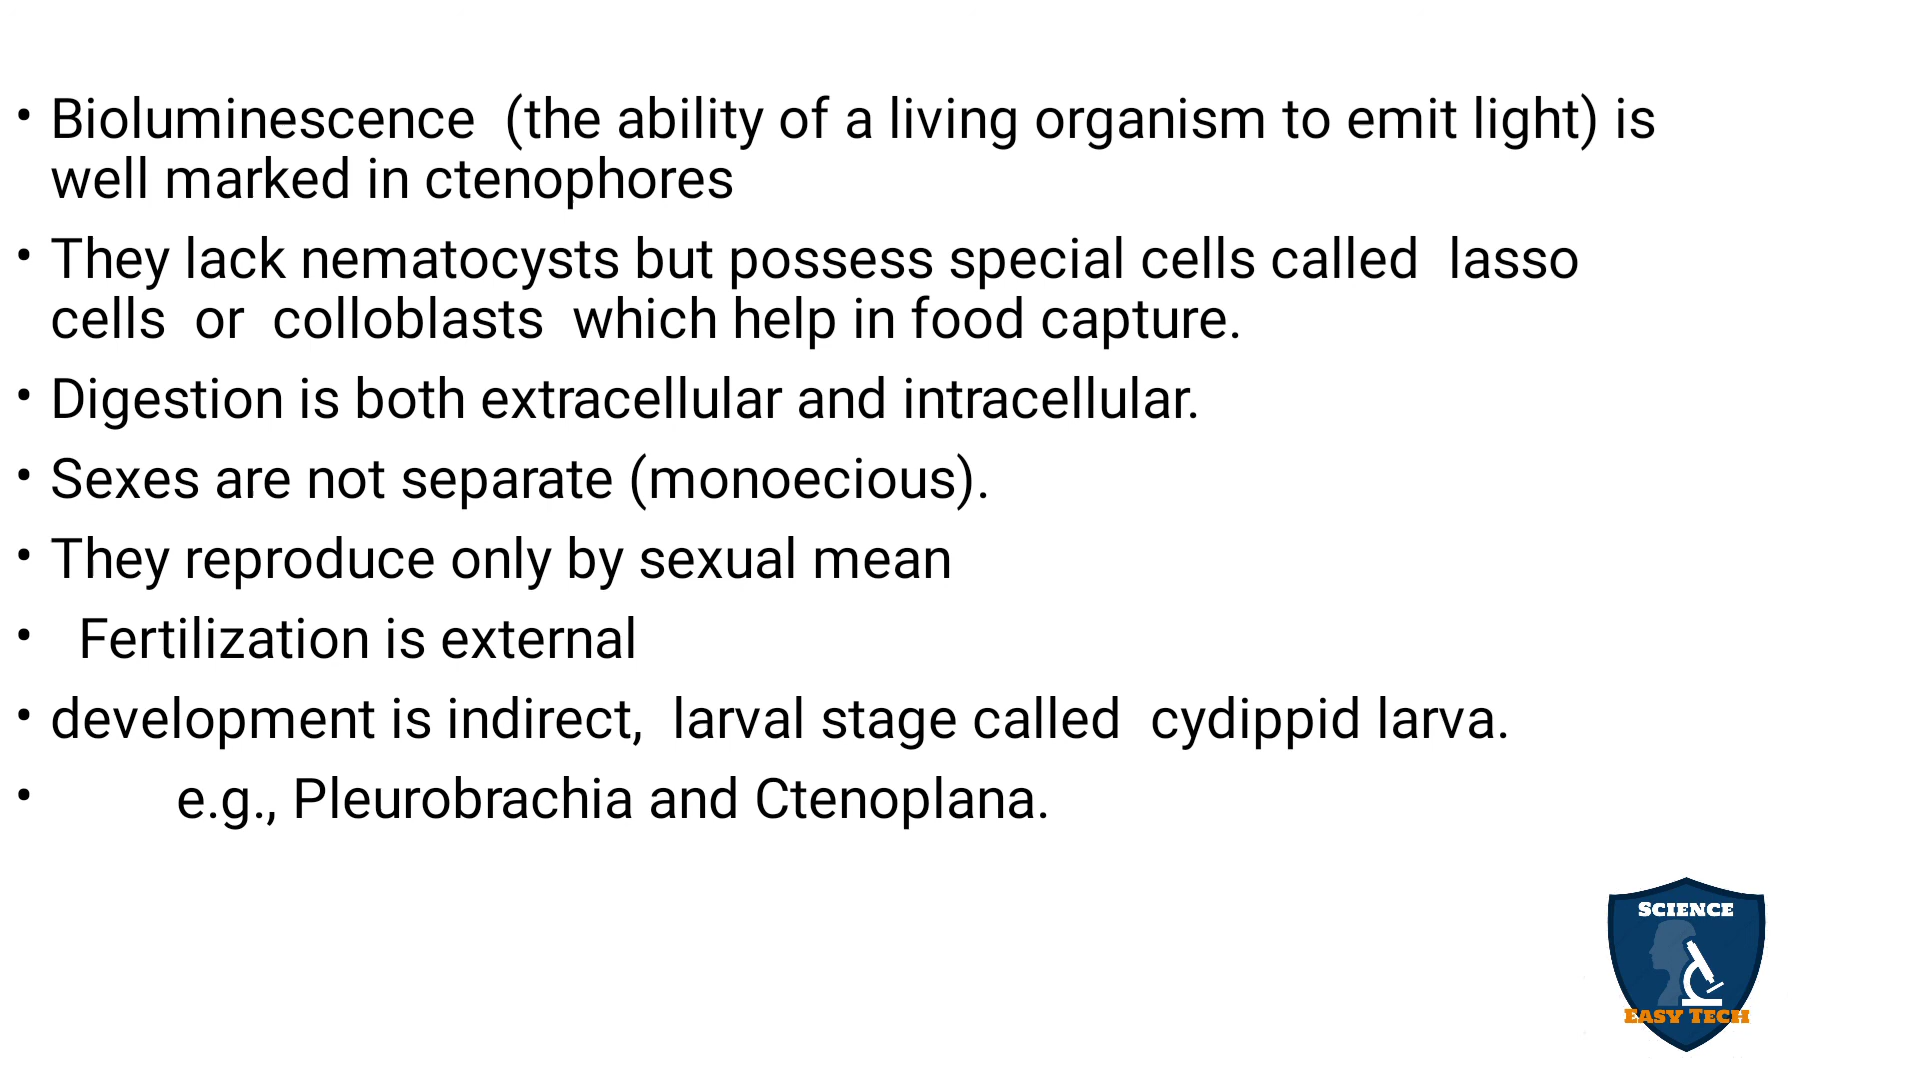 • Bioluminescence  (the ability of a living organism to emit light) is
well marked in ctenophores
• They lack nematocysts but possess special cells called  lasso
cells  or  colloblasts  which help in food capture.
• Digestion is both extracellular and intracellular.
• Sexes are not separate (monoecious).
• They reproduce only by sexual mean
•   Fertilization is external
• development is indirect,  larval stage called  cydippid larva.
•          e.g., Pleurobrachia and Ctenoplana.
SCIENCE
EASY TECH